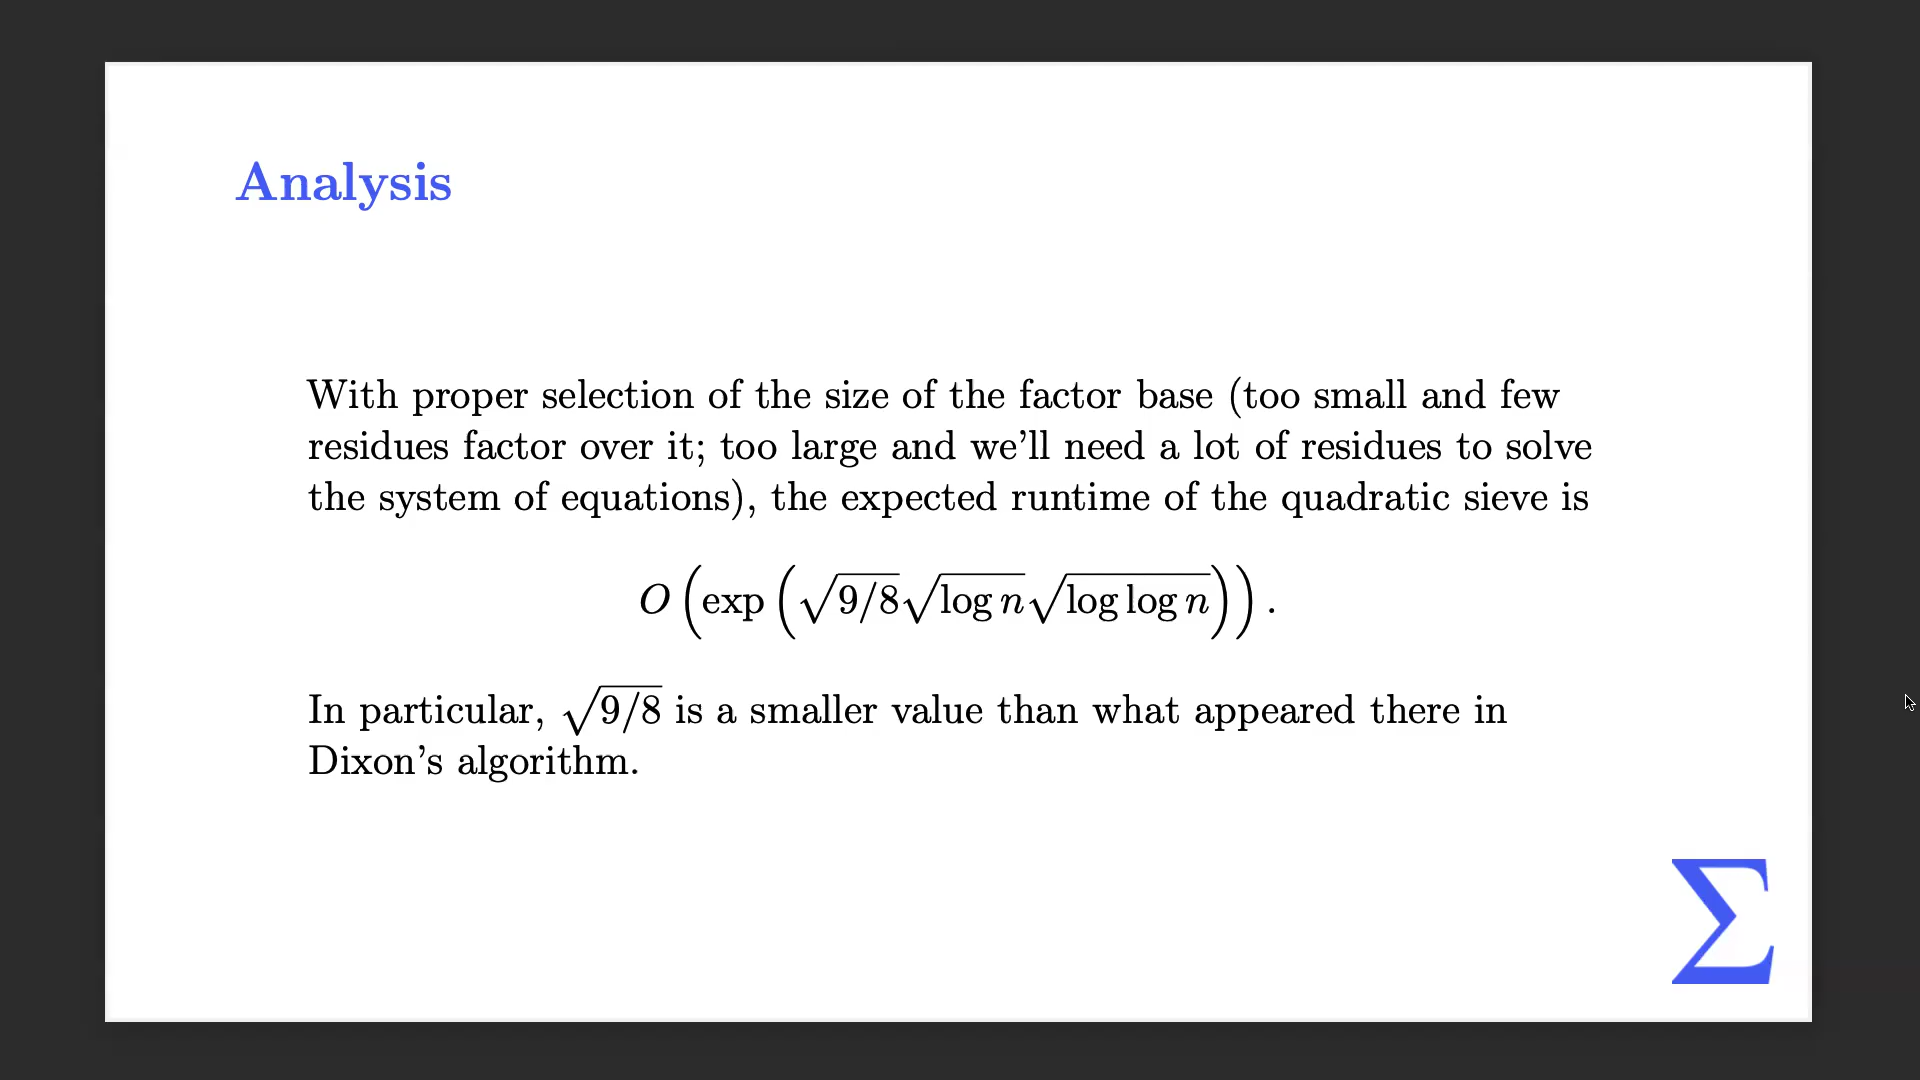 Analysis
With proper selection of the size of the factor base (too small and few
residues factor over it; too large and we’ll need a lot of residues to solve
the system of equations), the expected runtime of the quadratic sieve is
O(exp(√9/8√log n√log log n)).
In particular, √9/8 is a smaller value than what appeared there in
Dixon’s algorithm.
Σ